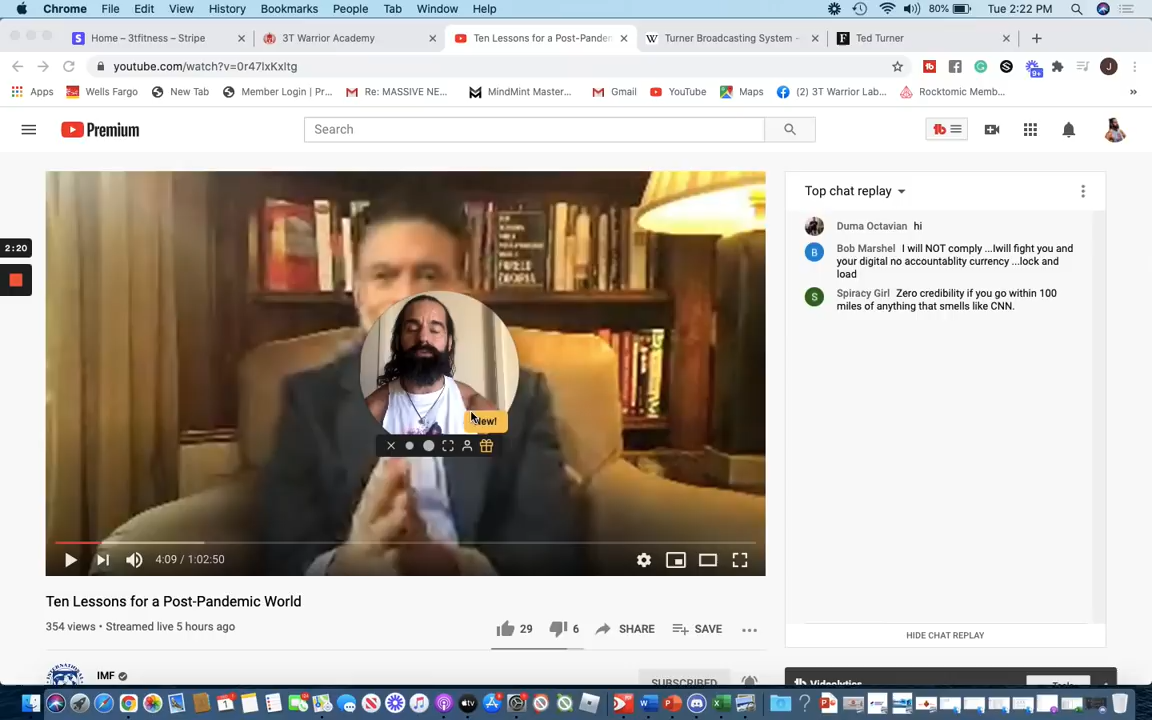 Chrome File Edit View History Bookmarks People Tab Window Help 80% Tue 2:22 PM
Home – 3tfitness – Stripe 3T Warrior Academy Ten Lessons for a Post-Pandem Turner Broadcasting System - Ted Turner
youtube.com/watch?v=0r47lxKxltg 9+ J
Apps Wells Fargo New Tab Member Login | Pr... Re: MASSIVE NE... MindMint Master... Gmail YouTube Maps (2) 3T Warrior Lab... Rocktomic Memb... »
Premium
Search
Top chat replay
Duma Octavian hi
2:20
Bob Marshel I will NOT comply ...Iwill fight you and
your digital no accountablity currency ...lock and
load
Spiracy Girl Zero credibility if you go within 100
miles of anything that smells like CNN.
New!
4:09 / 1:02:50
Ten Lessons for a Post-Pandemic World
354 views • Streamed live 5 hours ago
29 6 SHARE SAVE
HIDE CHAT REPLAY
IMF
SUBSCRIBED
Videolytics